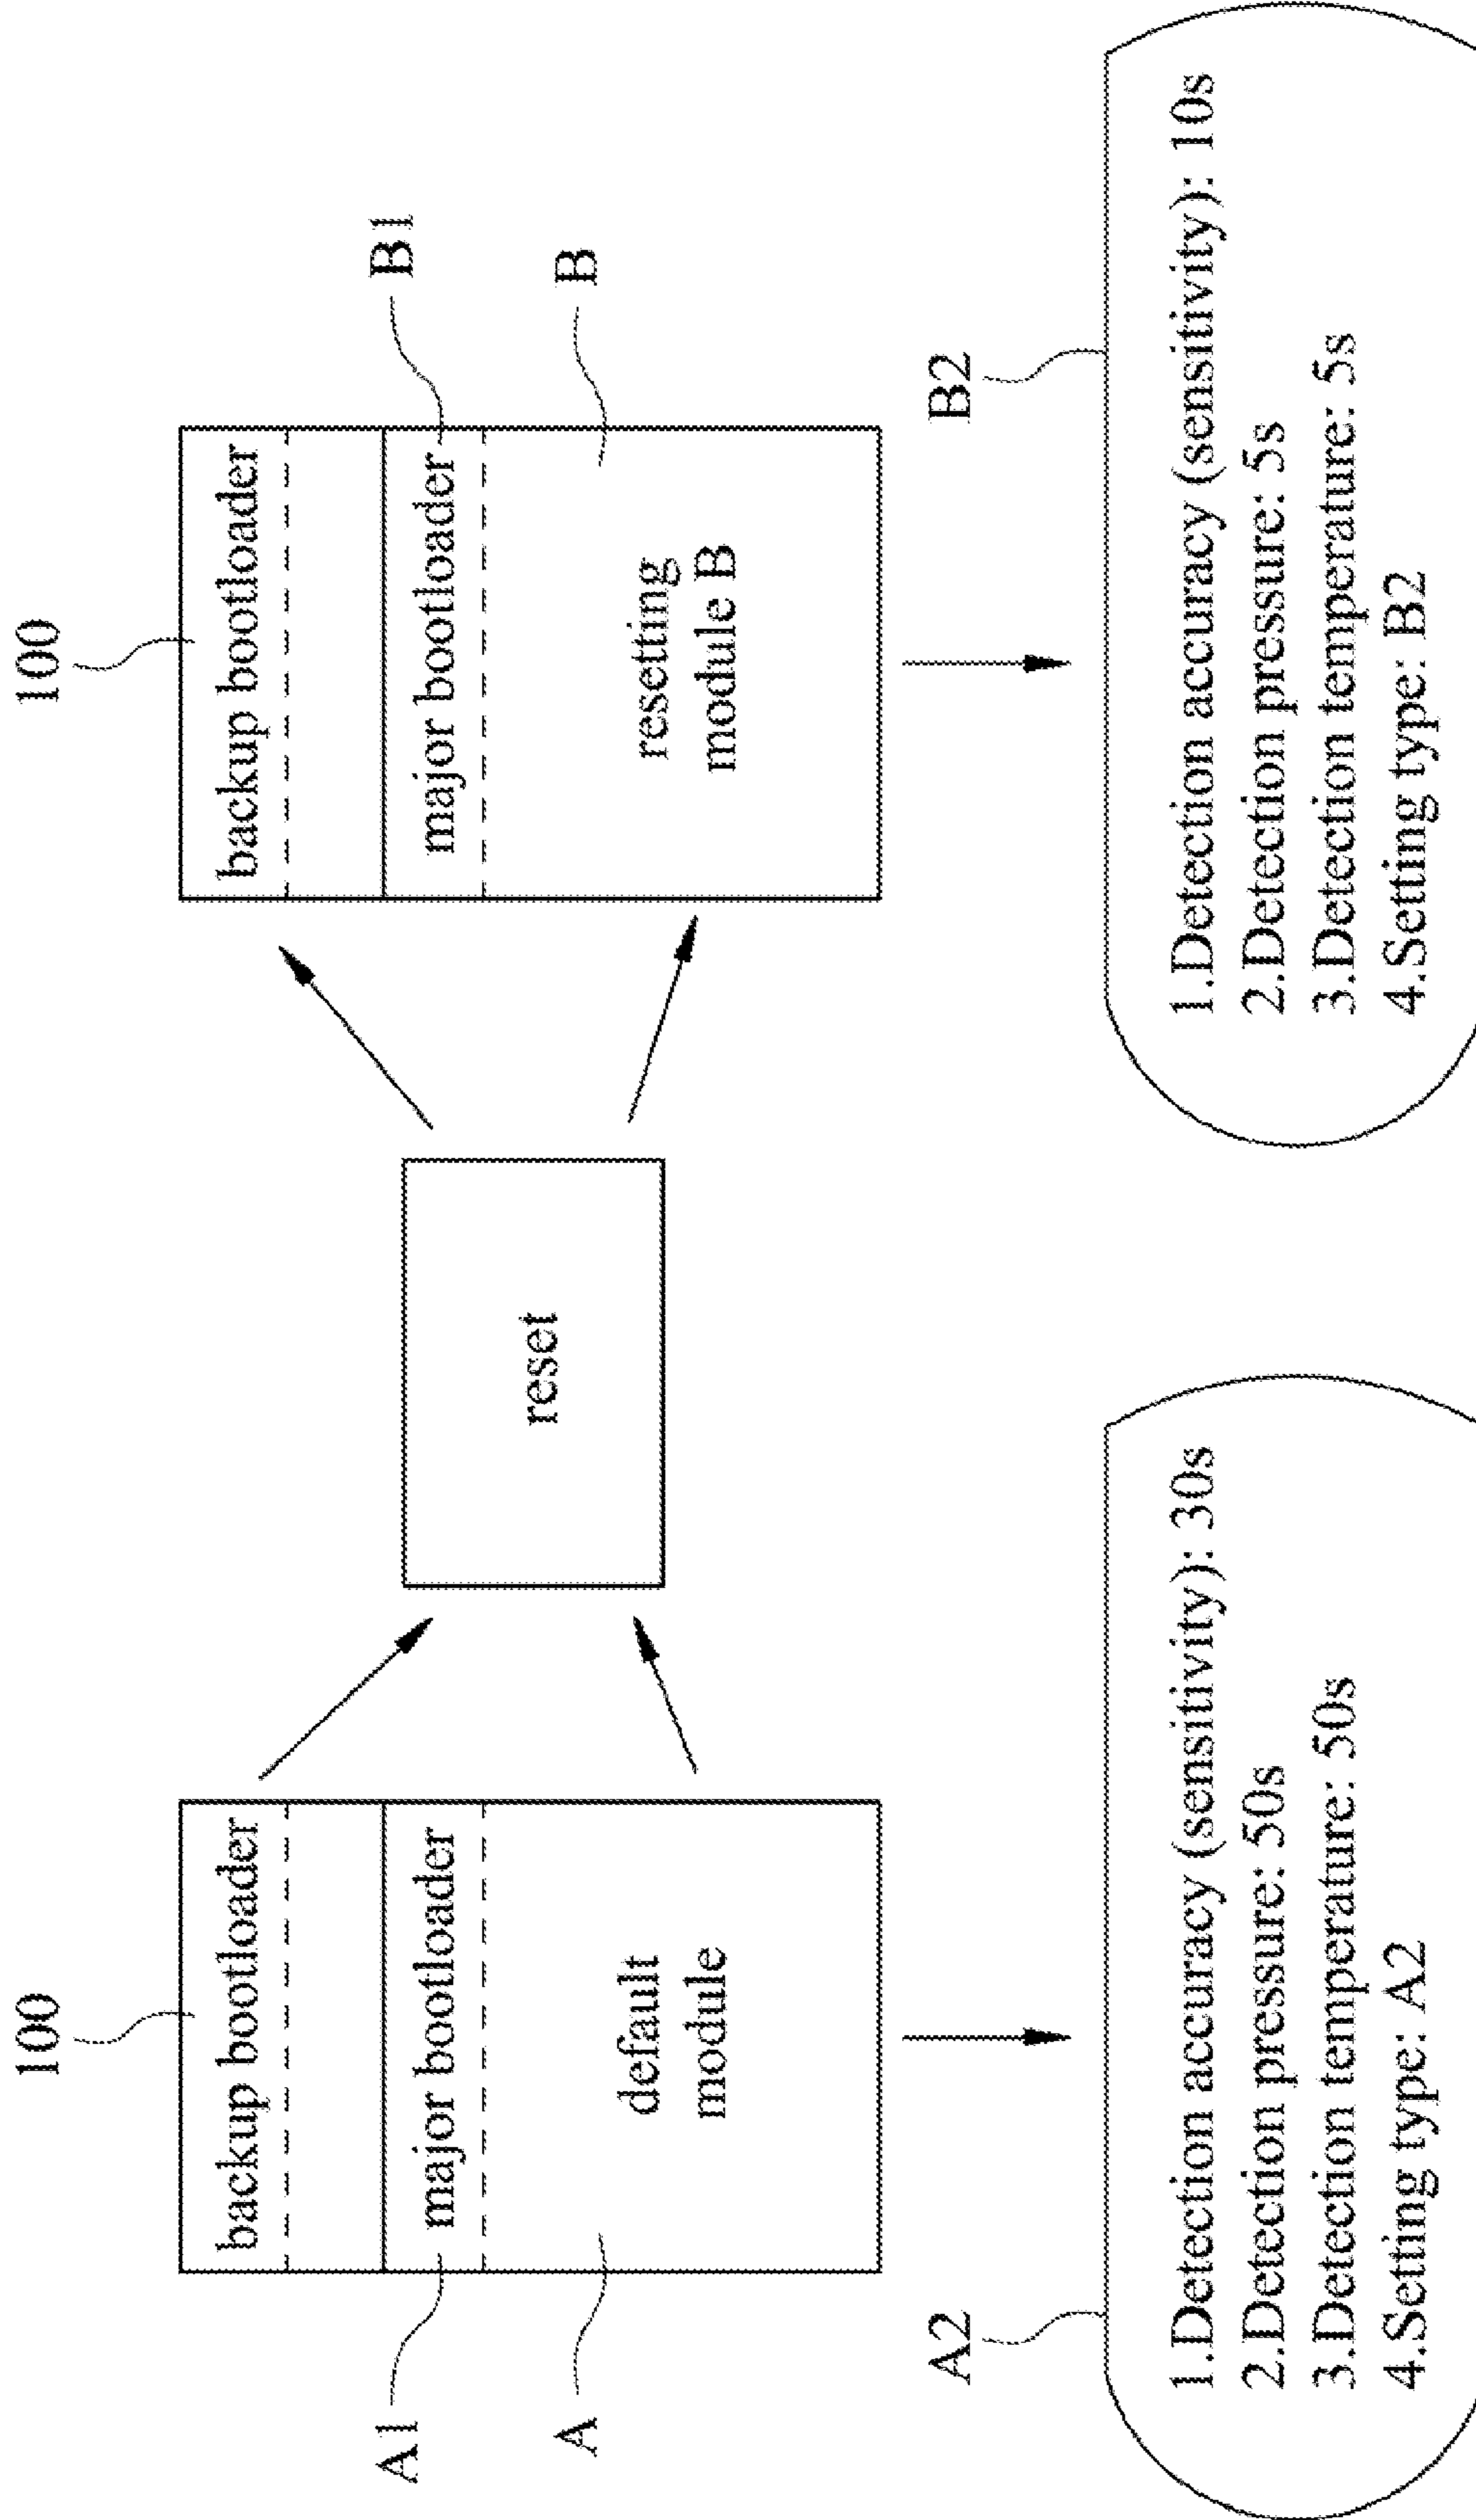 100
backup bootloader
A1
major bootloader
A
default
module
reset
100
backup bootloader
major bootloader
B1
resetting
module B
B
A2
1.Detection accuracy (sensitivity): 30s
2.Detection pressure: 50s
3.Detection temperature: 50s
4.Setting type: A2
B2
1.Detection accuracy (sensitivity): 10s
2.Detection pressure: 5s
3.Detection temperature: 5s
4.Setting type: B2